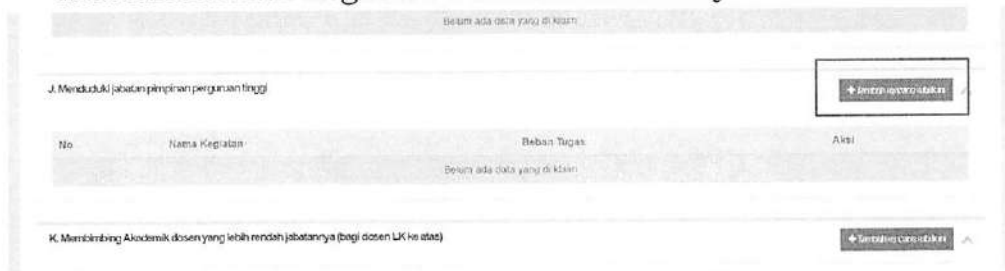 Belum ada data yang di klaim
J. Menduduki jabatan pimpinan perguruan tinggi
No Nama Kegiatan Beban Tugas Aksi
Belum ada data yang di klaim
K. Membimbing Akademik dosen yang lebih rendah jabatannya (bagi dosen LK ke atas)